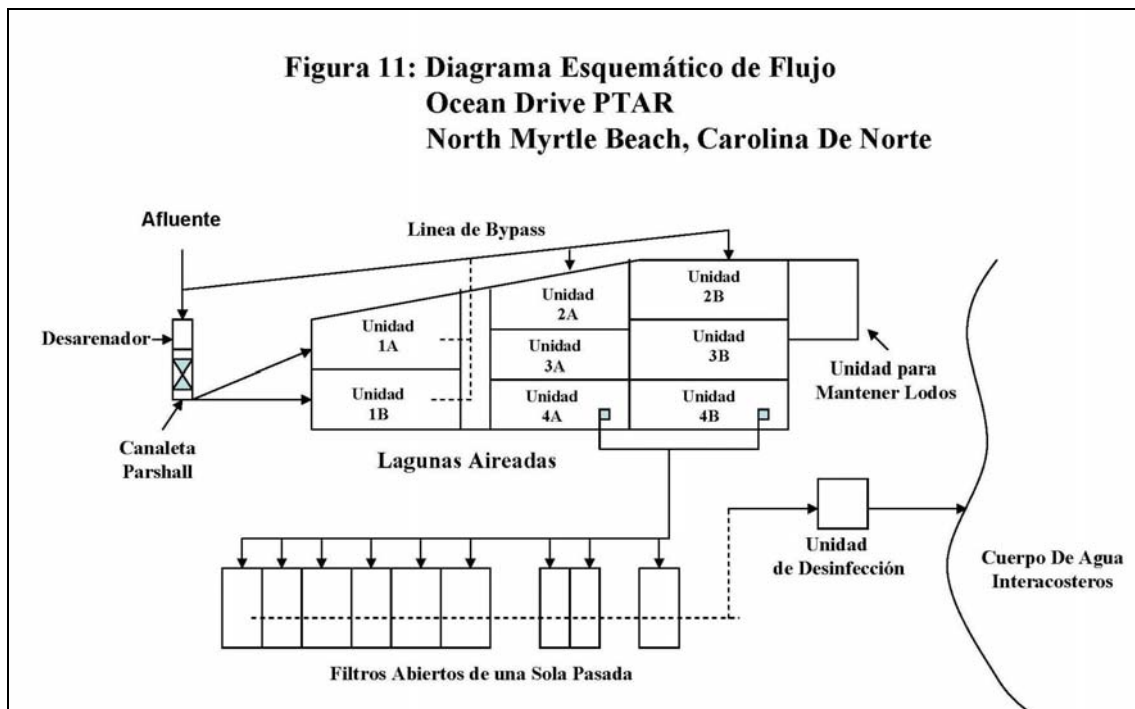 Figura 11: Diagrama Esquemático de Flujo
Ocean Drive PTAR
North Myrtle Beach, Carolina De Norte
Afluente
Linea de Bypass
Desarenador
Unidad
1A
Unidad
2A
Unidad
2B
Unidad
3A
Unidad
3B
Unidad
1B
Unidad
4A
Unidad
4B
Unidad para
Mantener Lodos
Canaleta
Parshall
Lagunas Aireadas
Unidad
de Desinfección
Cuerpo De Agua
Interacosteros
Filtros Abiertos de una Sola Pasada